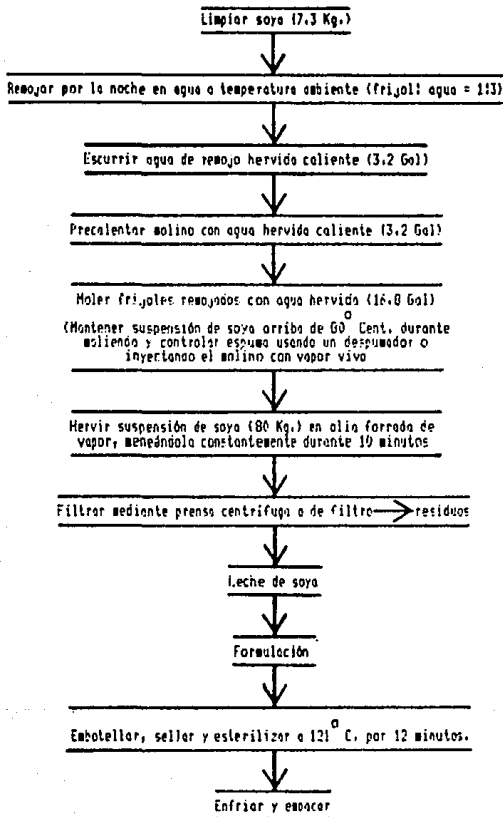 Limpiar soya (7.3 Kg.)
Remojar por la noche en agua a temperatura ambiente (frijol: agua = 1:3)
Escurrir agua de remojo hervida caliente (3.2 Gal)
Precalentar molino con agua hervida caliente (3.2 Gal)
Moler frijoles remojados con agua hervida (16.8 Gal)
(Mantener suspensión de soya arriba de 80° Cent. durante
molienda y controlar espuma usando un despumador o
inyectando el molino con vapor vivo
Hervir suspensión de soya (80 Kg.) en olla forrada de
vapor, meneándola constantemente durante 10 minutos
Filtrar mediante prensa centrífuga o de filtro → residuos
Leche de soya
Formulación
Embotellar, sellar y esterilizar a 121° C. por 12 minutos.
Enfriar y empacar